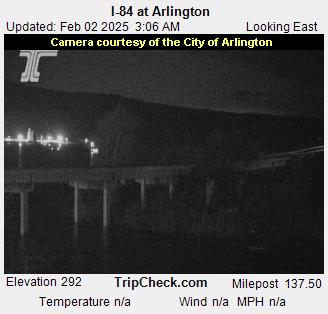 I-84 at Arlington
Updated: Feb 02 2025 3:06 AM Looking East
Camera courtesy of the City of Arlington
Elevation 292 TripCheck.com Milepost 137.50
Temperature n/a Wind n/a MPH n/a